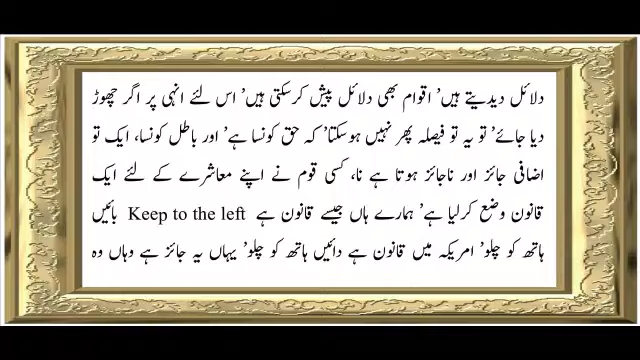 دلائل دیدیتے ہیں’ اقوام بھی دلائل پیش کرسکتی ہیں’ اس لئے انہی پر اگر چھوڑ
دیا جائے’ تو یہ تو فیصلہ پھر نہیں ہوسکتا’ کہ حق کونسا ہے’ اور باطل کونسا، ایک تو
اضافی جائز اور ناجائز ہوتا ہے نا، کسی قوم نے اپنے معاشرے کے لئے ایک
قانون وضع کرلیا ہے’ ہمارے ہاں جیسے قانون ہے Keep to the left بائیں
ہاتھ کو چلو’ امریکہ میں قانون ہے دائیں ہاتھ کو چلو’ یہاں یہ جائز ہے وہاں وہ